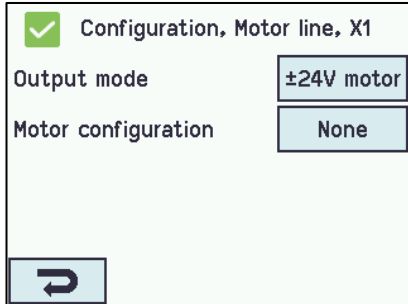 Configuration, Motor line, X1
Output mode ±24V motor
Motor configuration None